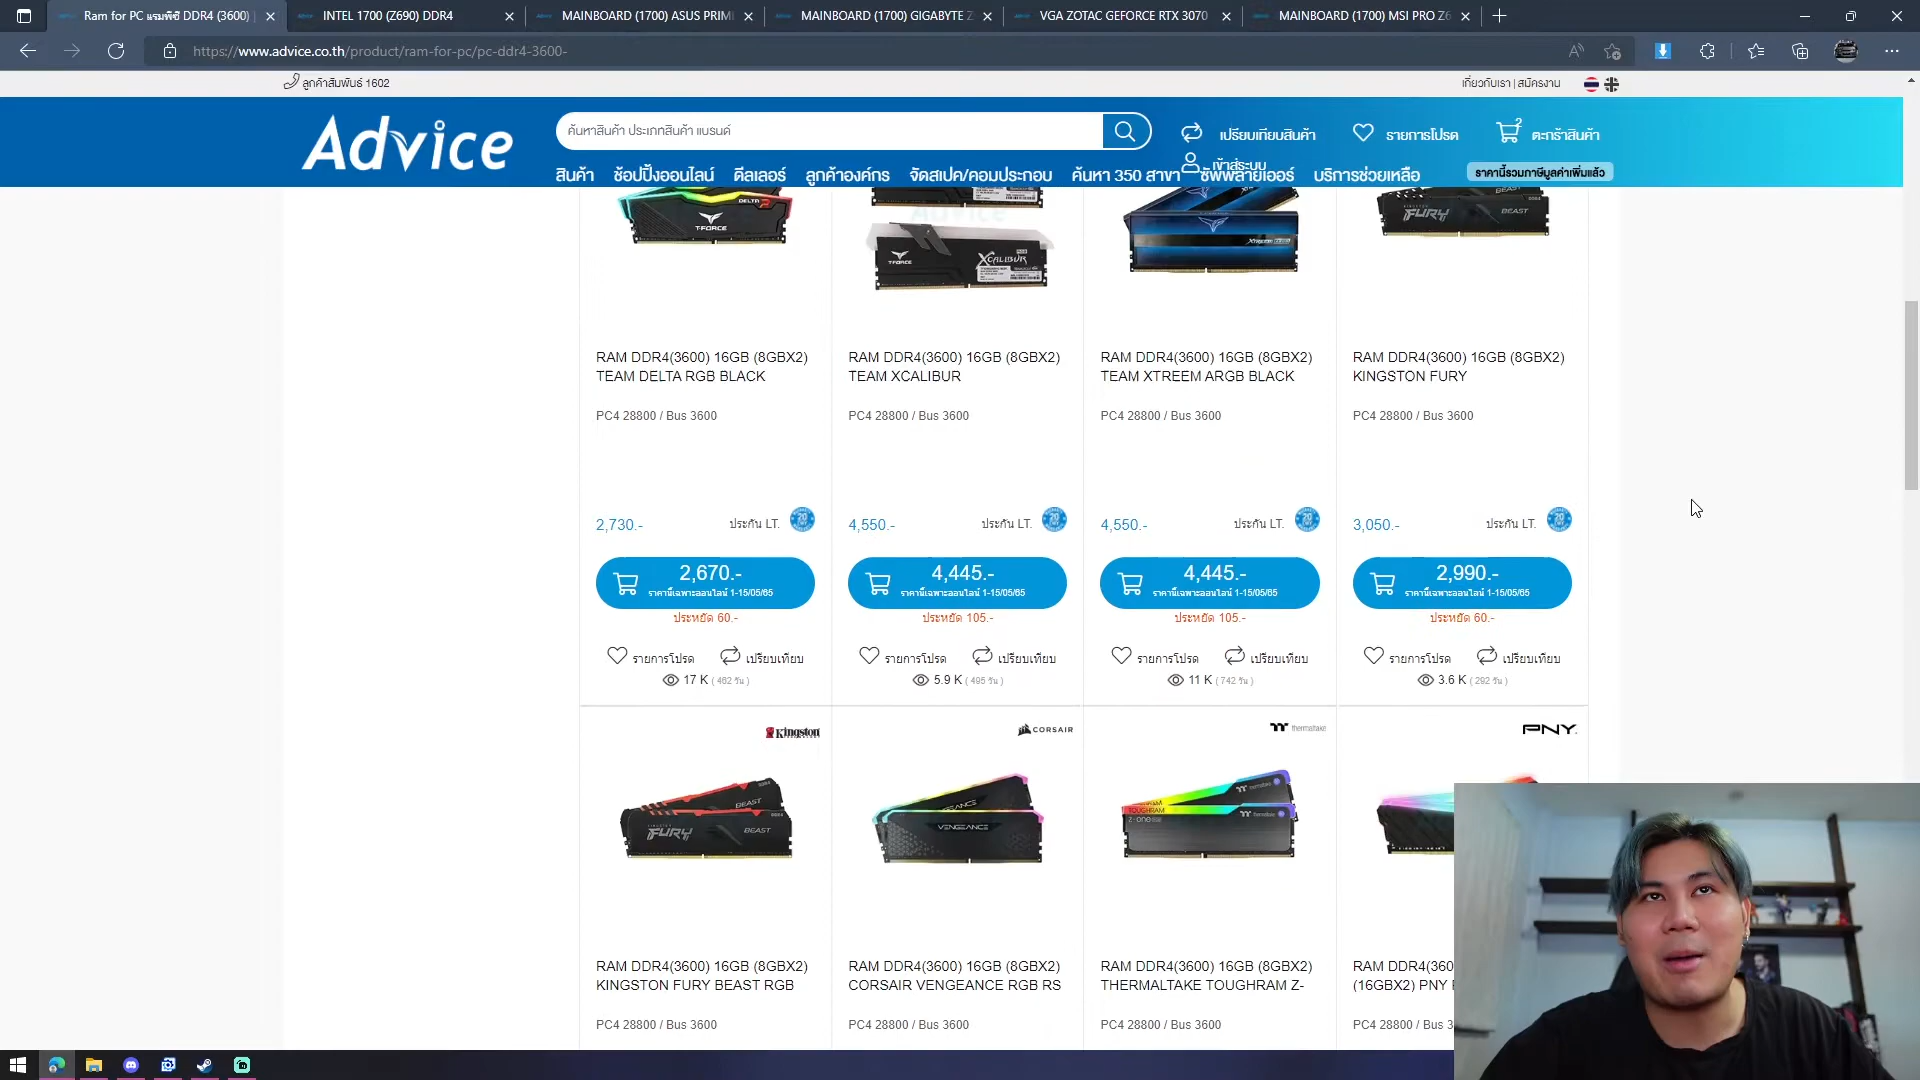 Ram for PC แรมพีซี DDR4 (3600)
INTEL 1700 (Z690) DDR4
MAINBOARD (1700) ASUS PRIM
MAINBOARD (1700) GIGABYTE Z
VGA ZOTAC GEFORCE RTX 3070
MAINBOARD (1700) MSI PRO Z6
https://www.advice.co.th/product/ram-for-pc/pc-ddr4-3600-
ลูกค้าสัมพันธ์ 1602
เกี่ยวกับเรา | สมัครงาน
Advice
ค้นหาสินค้า ประเภทสินค้า แบรนด์
เปรียบเทียบสินค้า
รายการโปรด
2
ตะกร้าสินค้า
เข้าสู่ระบบ
สินค้า ช้อปปิ้งออนไลน์ ดีลเลอร์ ลูกค้าองค์กร จัดสเปค/คอมประกอบ ค้นหา 350 สาขา ซัพพลายเออร์ บริการช่วยเหลือ
ราคานี้รวมภาษีมูลค่าเพิ่มแล้ว
DELTA
T-FORCE
Advice
T-FORCE
XCALIBUR
XTREEM
FURY
BEAST
RAM DDR4(3600) 16GB (8GBX2)
TEAM DELTA RGB BLACK
PC4 28800 / Bus 3600
2,730.-
ประกัน LT.
2,670.-
ราคานี้เฉพาะออนไลน์ 1-15/05/65
ประหยัด 60.-
รายการโปรด
เปรียบเทียบ
17 K ( 462 วัน )
RAM DDR4(3600) 16GB (8GBX2)
TEAM XCALIBUR
PC4 28800 / Bus 3600
4,550.-
ประกัน LT.
4,445.-
ราคานี้เฉพาะออนไลน์ 1-15/05/65
ประหยัด 105.-
รายการโปรด
เปรียบเทียบ
5.9 K ( 495 วัน )
RAM DDR4(3600) 16GB (8GBX2)
TEAM XTREEM ARGB BLACK
PC4 28800 / Bus 3600
4,550.-
ประกัน LT.
4,445.-
ราคานี้เฉพาะออนไลน์ 1-15/05/65
ประหยัด 105.-
รายการโปรด
เปรียบเทียบ
11 K ( 742 วัน )
RAM DDR4(3600) 16GB (8GBX2)
KINGSTON FURY
PC4 28800 / Bus 3600
3,050.-
ประกัน LT.
2,990.-
ราคานี้เฉพาะออนไลน์ 1-15/05/65
ประหยัด 60.-
รายการโปรด
เปรียบเทียบ
3.6 K ( 292 วัน )
Kingston
BEAST
FURY
BEAST
RAM DDR4(3600) 16GB (8GBX2)
KINGSTON FURY BEAST RGB
PC4 28800 / Bus 3600
CORSAIR
VENGEANCE
RAM DDR4(3600) 16GB (8GBX2)
CORSAIR VENGEANCE RGB RS
PC4 28800 / Bus 3600
thermaltake
TOUGHRAM
Z-ONE
thermaltake
RAM DDR4(3600) 16GB (8GBX2)
THERMALTAKE TOUGHRAM Z-
PC4 28800 / Bus 3600
PNY
RAM DDR4(360
(16GBX2) PNY
PC4 28800 / Bus 3